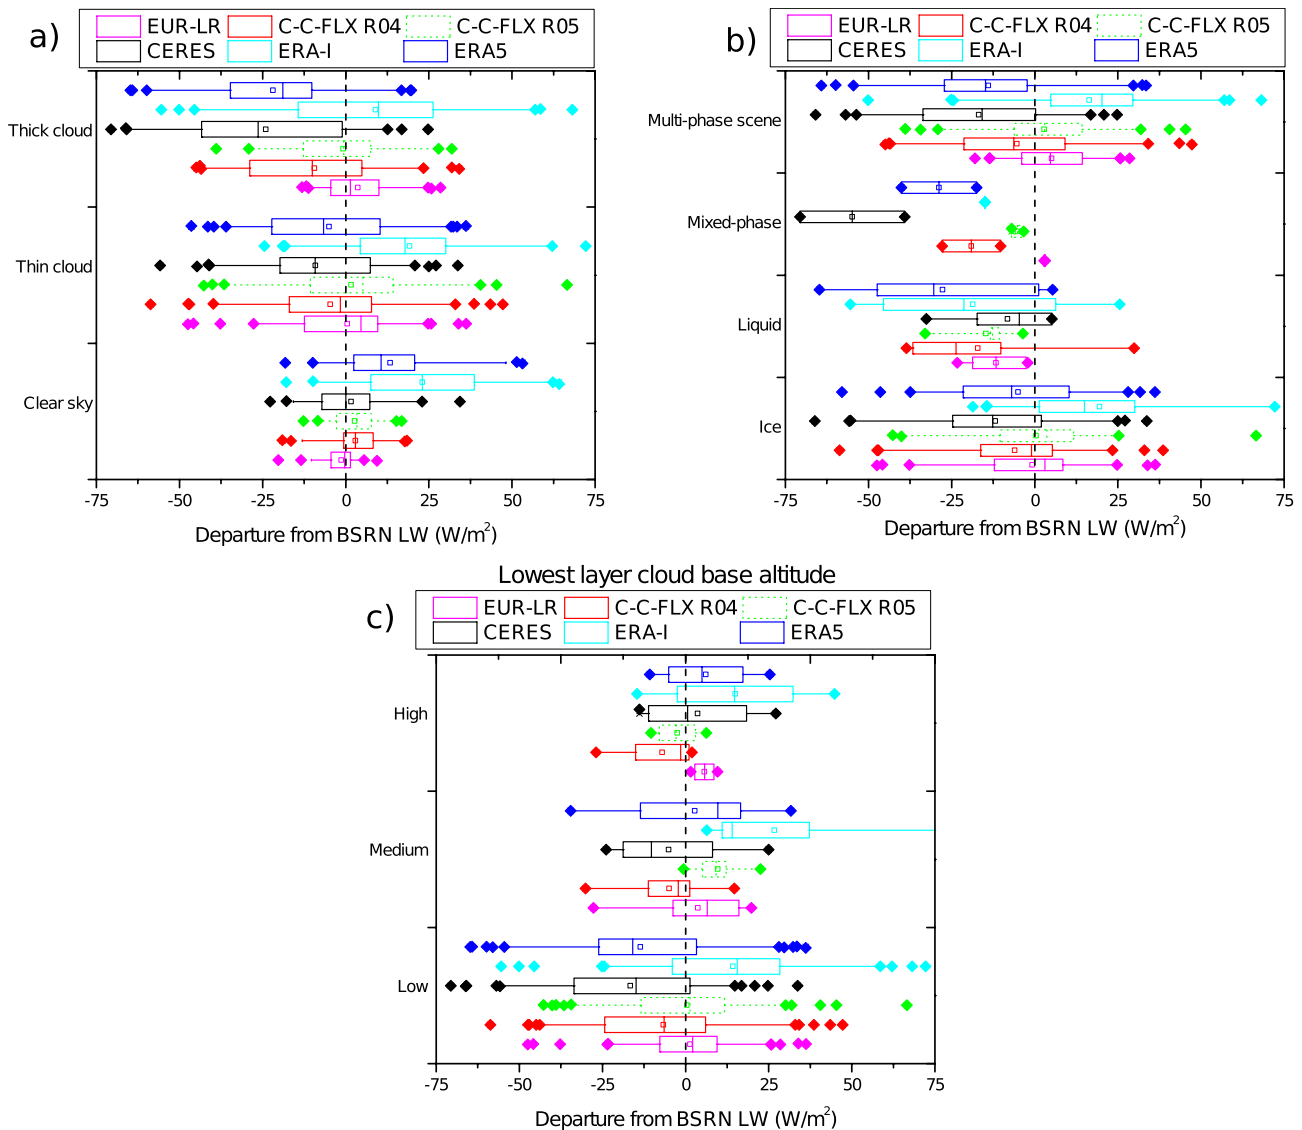 a)
EUR-LR C-C-FLX R04 C-C-FLX R05
CERES ERA-I ERA5
Thick cloud
Thin cloud
Clear sky
-75 -50 -25 0 25 50 75
Departure from BSRN LW (W/m²)
b)
EUR-LR C-C-FLX R04 C-C-FLX R05
CERES ERA-I ERA5
Multi-phase scene
Mixed-phase
Liquid
Ice
-75 -50 -25 0 25 50 75
Departure from BSRN LW (W/m²)
Lowest layer cloud base altitude
c)
EUR-LR C-C-FLX R04 C-C-FLX R05
CERES ERA-I ERA5
High
Medium
Low
-75 -50 -25 0 25 50 75
Departure from BSRN LW (W/m²)